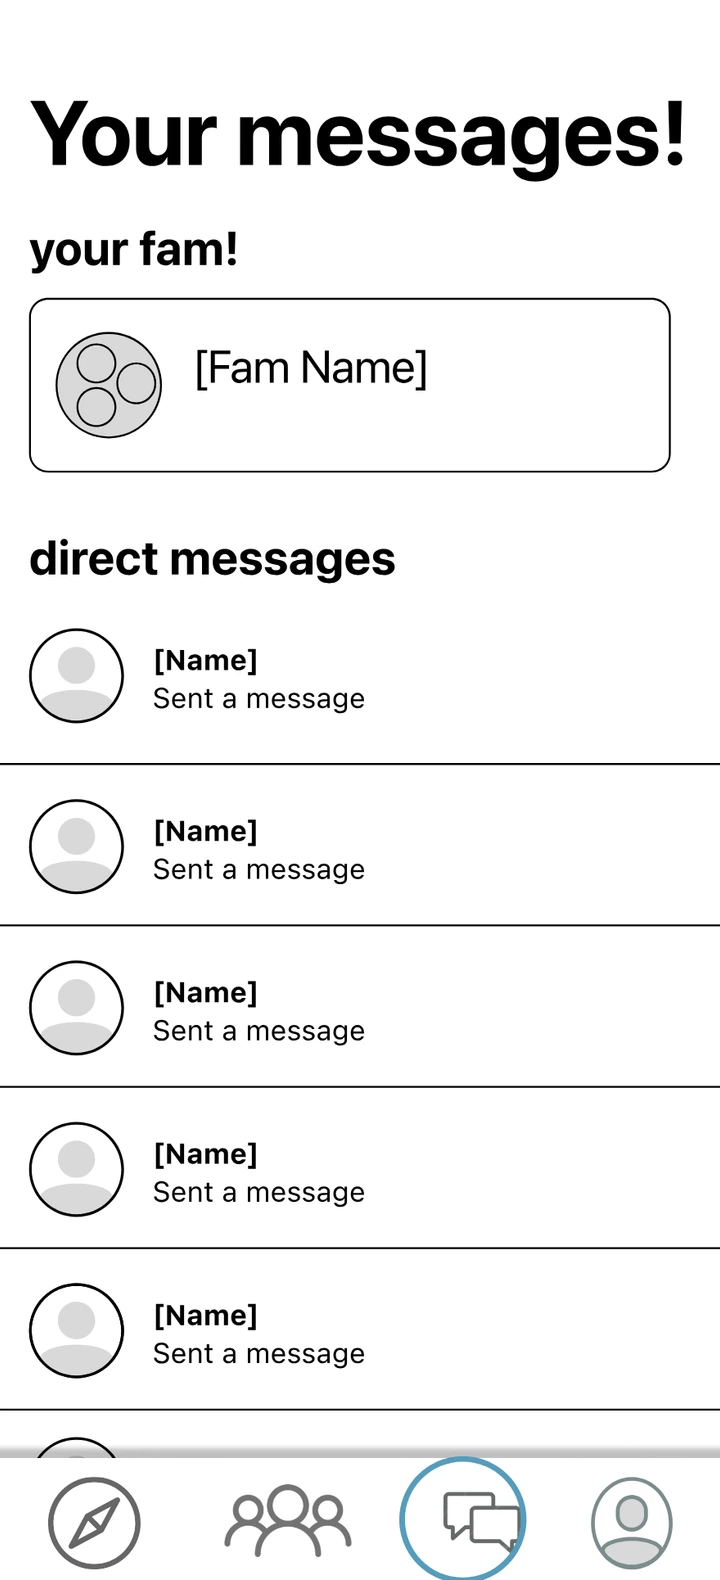 Your messages!
your fam!
[Fam Name]
direct messages
[Name]
Sent a message
[Name]
Sent a message
[Name]
Sent a message
[Name]
Sent a message
[Name]
Sent a message